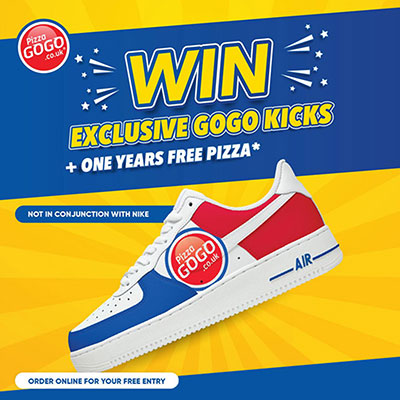 Pizza
GOGO
.co.uk
WIN
EXCLUSIVE GOGO KICKS
+ ONE YEARS FREE PIZZA*
NOT IN CONJUNCTION WITH NIKE
Pizza
GOGO
.co.uk
AIR
ORDER ONLINE FOR YOUR FREE ENTRY